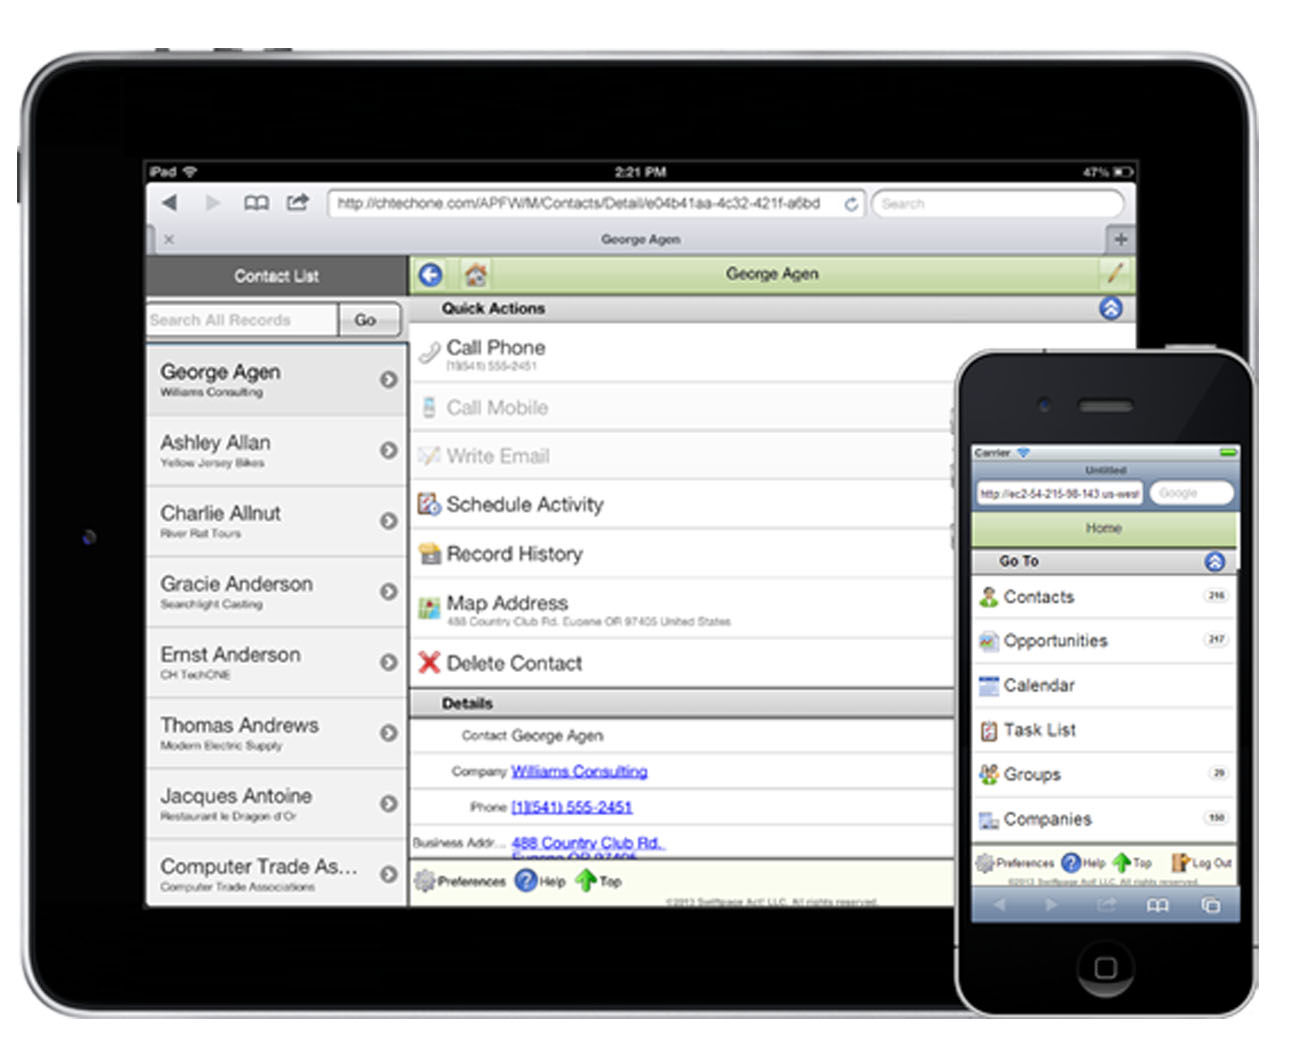 iPad
2:21 PM
47%
http://chtechone.com/APFW/M/Contacts/Detail/e04b41aa-4c32-421f-a6bd
Search
George Agen
Contact List
George Agen
Search All Records
Go
George Agen
Williams Consulting
Ashley Allan
Yellow Jersey Bikes
Charlie Allnut
River Rat Tours
Gracie Anderson
Searchlight Casting
Ernst Anderson
CH TechONE
Thomas Andrews
Modern Electric Supply
Jacques Antoine
Restaurant le Dragon d'Or
Computer Trade As...
Computer Trade Associations
Quick Actions
Call Phone
[1](541) 555-2451
Call Mobile
Write Email
Schedule Activity
Record History
Map Address
488 Country Club Rd. Eugene OR 97405 United States
Delete Contact
Details
Contact George Agen
Company Williams Consulting
Phone [1](541) 555-2451
Business Addr... 488 Country Club Rd.
Eugene OR 97405
Preferences Help Top
©2013 Swiftpage Act! LLC. All rights reserved.
Carrier
Untitled
http://ec2-54-215-98-143.us-west
Google
Home
Go To
Contacts 216
Opportunities 217
Calendar
Task List
Groups 29
Companies 150
Preferences Help Top Log Out
©2013 Swiftpage Act! LLC. All rights reserved.